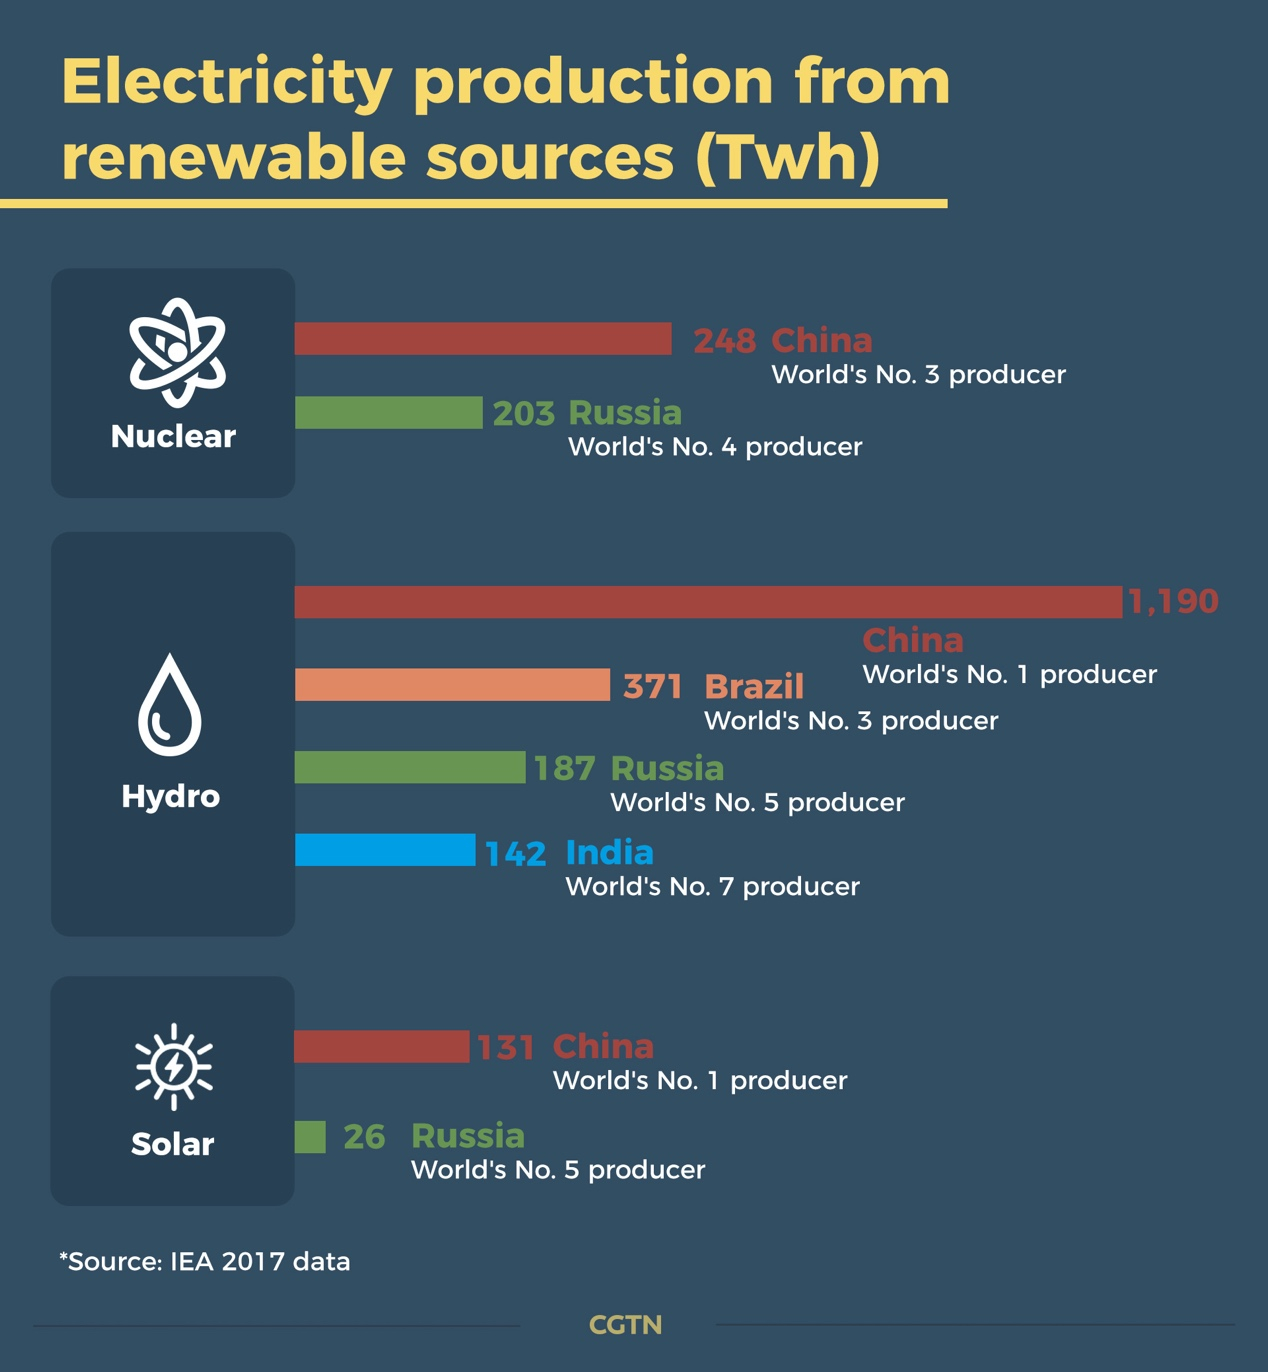 Electricity production from
renewable sources (Twh)
Nuclear
248 China
World's No. 3 producer
203 Russia
World's No. 4 producer
Hydro
1,190
China
World's No. 1 producer
371 Brazil
World's No. 3 producer
187 Russia
World's No. 5 producer
142 India
World's No. 7 producer
Solar
131 China
World's No. 1 producer
26 Russia
World's No. 5 producer
*Source: IEA 2017 data
CGTN